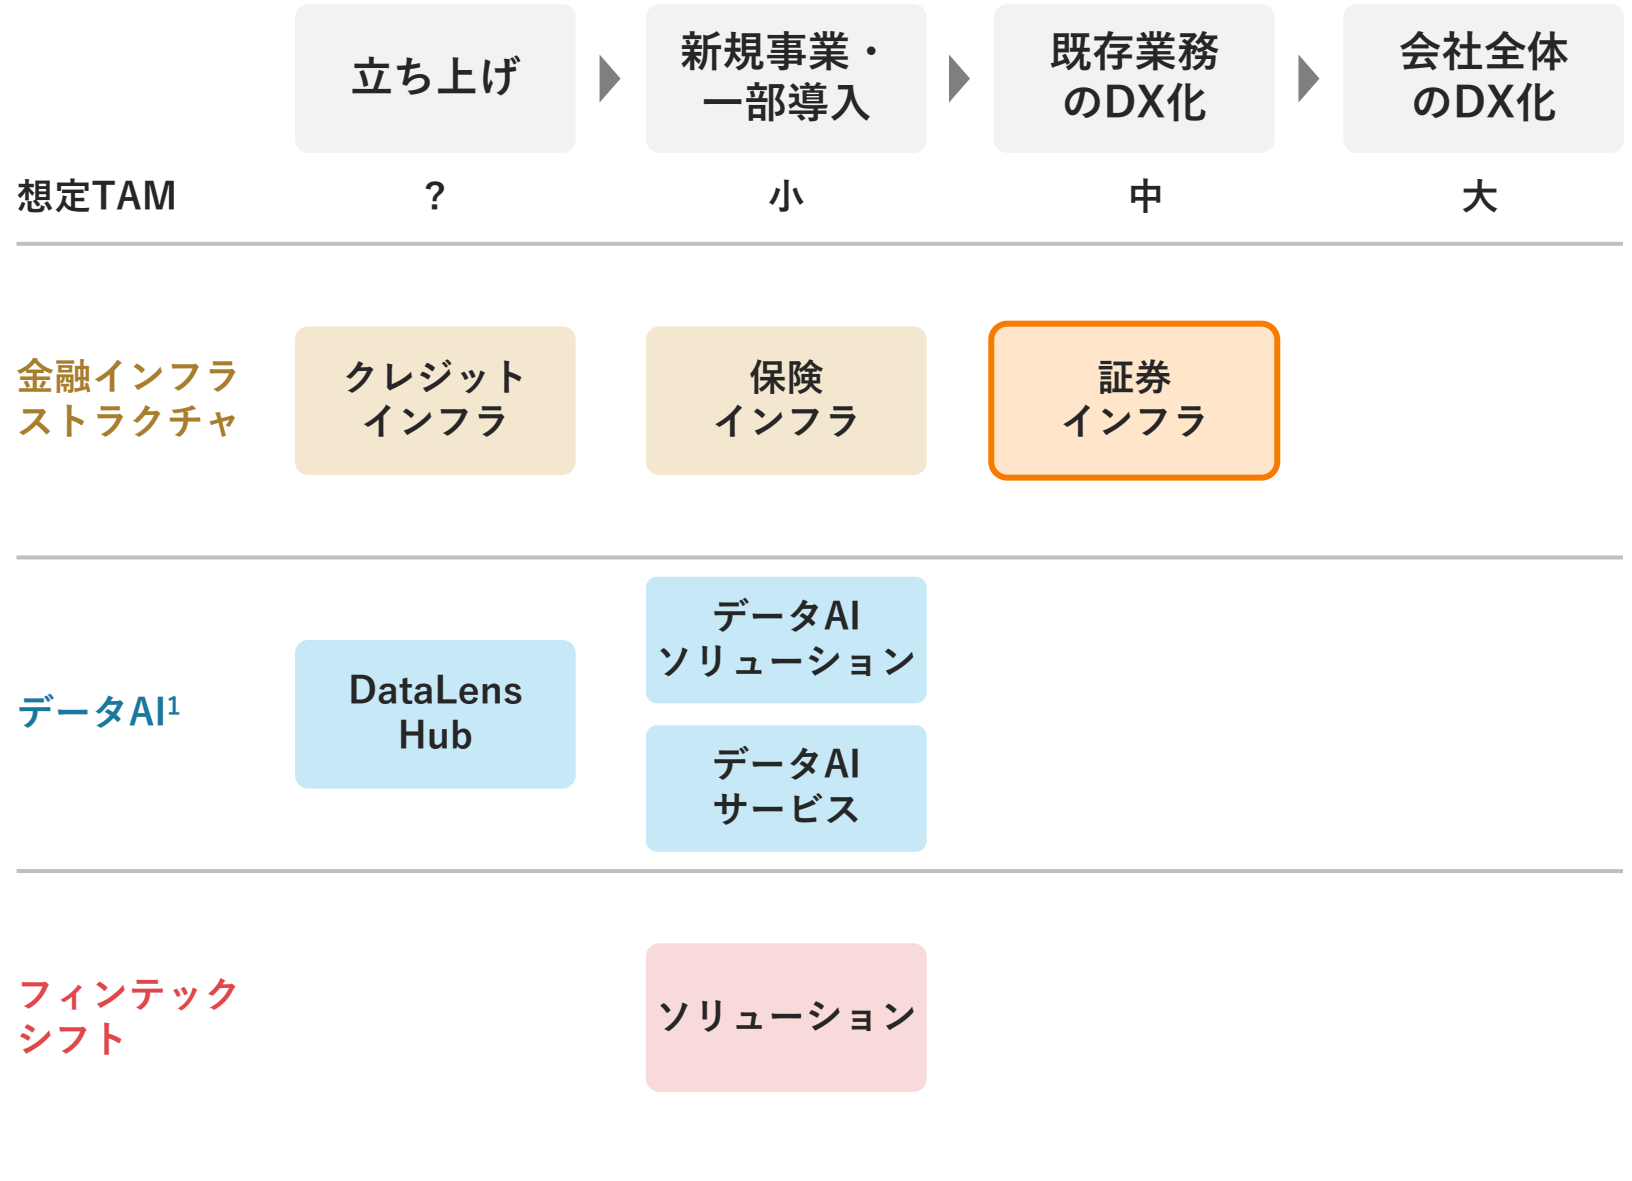 立ち上げ
新規事業・
一部導入
既存業務
のDX化
会社全体
のDX化
想定TAM
?
小
中
大
金融インフラ
ストラクチャ
クレジット
インフラ
保険
インフラ
証券
インフラ
データAI1
DataLens
Hub
データAI
ソリューション
データAI
サービス
フィンテック
シフト
ソリューション